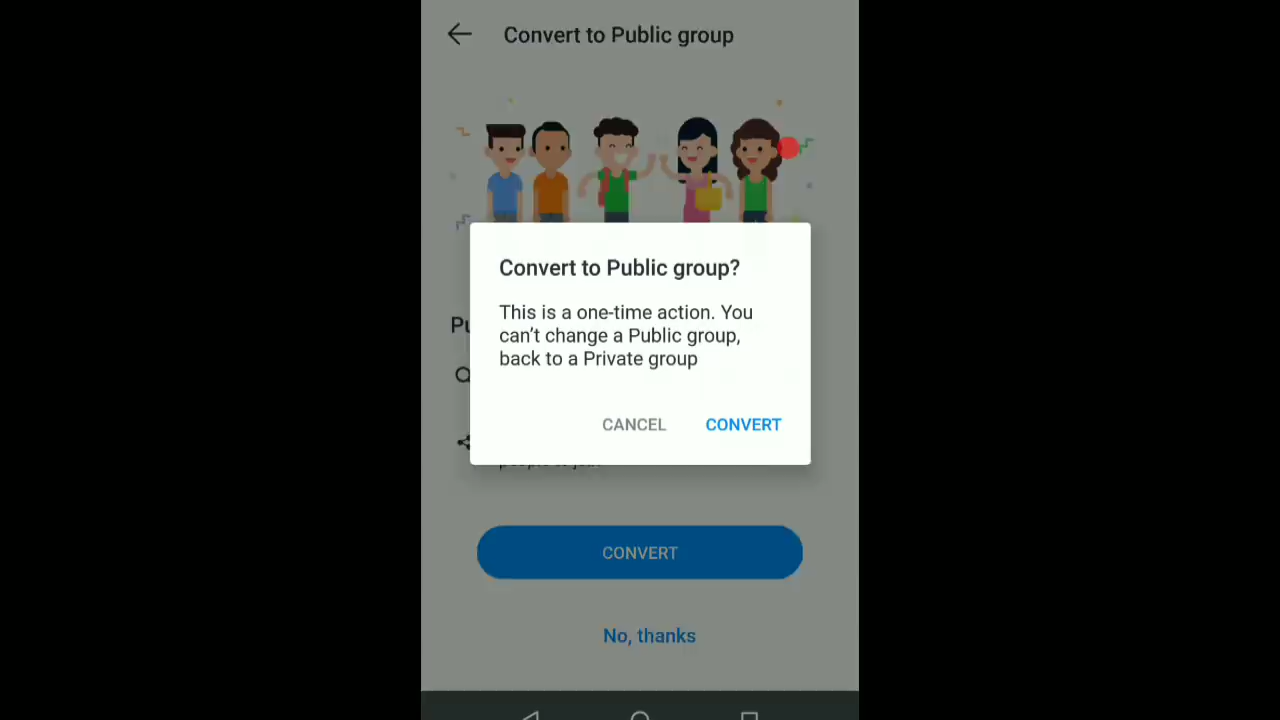 Convert to Public group
Convert to Public group?
This is a one-time action. You
can't change a Public group,
back to a Private group
CANCEL
CONVERT
CONVERT
No, thanks